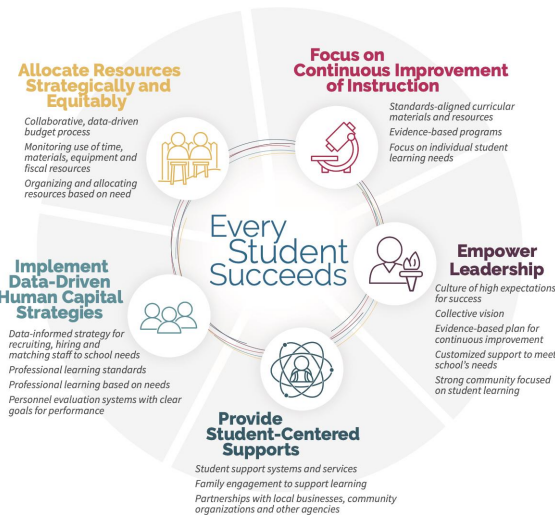 Focus on
Continuous Improvement
of Instruction
Standards-aligned curricular
materials and resources
Evidence-based programs
Focus on individual student
learning needs
Allocate Resources
Strategically and
Equitably
Collaborative, data-driven
budget process
Monitoring use of time,
materials, equipment and
fiscal resources
Organizing and allocating
resources based on need
Every
Student
Succeeds
Empower
Leadership
Culture of high expectations
for success
Collective vision
Evidence-based plan for
continuous improvement
Customized support to meet
school's needs
Strong community focused
on student learning
Implement
Data-Driven
Human Capital
Strategies
Data-informed strategy for
recruiting, hiring and
matching staff to school needs
Professional learning standards
Professional learning based on needs
Personnel evaluation systems with clear
goals for performance
Provide
Student-Centered
Supports
Student support systems and services
Family engagement to support learning
Partnerships with local businesses, community
organizations and other agencies